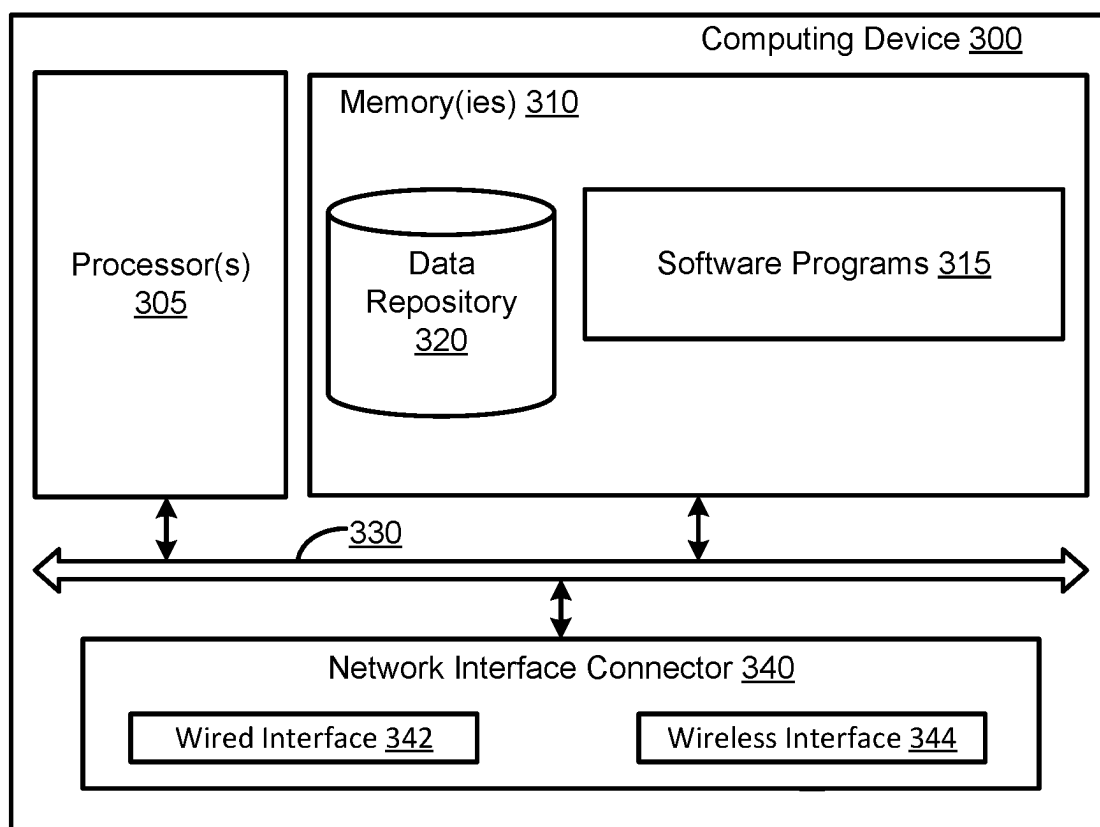 Computing Device 300
Memory(ies) 310
Processor(s)
305
Data
Repository
320
Software Programs 315
330
Network Interface Connector 340
Wired Interface 342
Wireless Interface 344